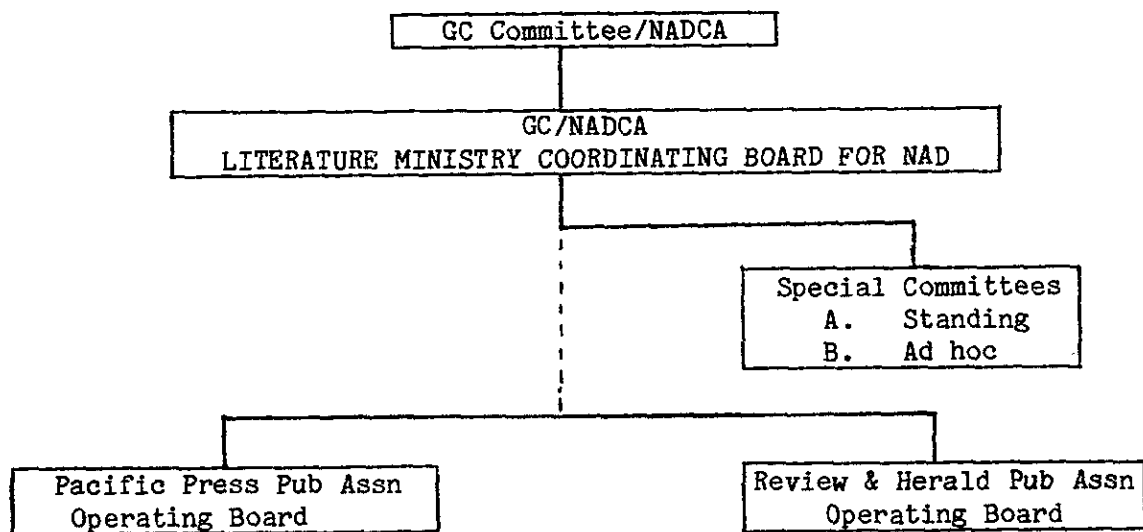 GC Committee/NADCA
GC/NADCA
LITERATURE MINISTRY COORDINATING BOARD FOR NAD
Special Committees
A. Standing
B. Ad hoc
Pacific Press Pub Assn
Operating Board
Review & Herald Pub Assn
Operating Board